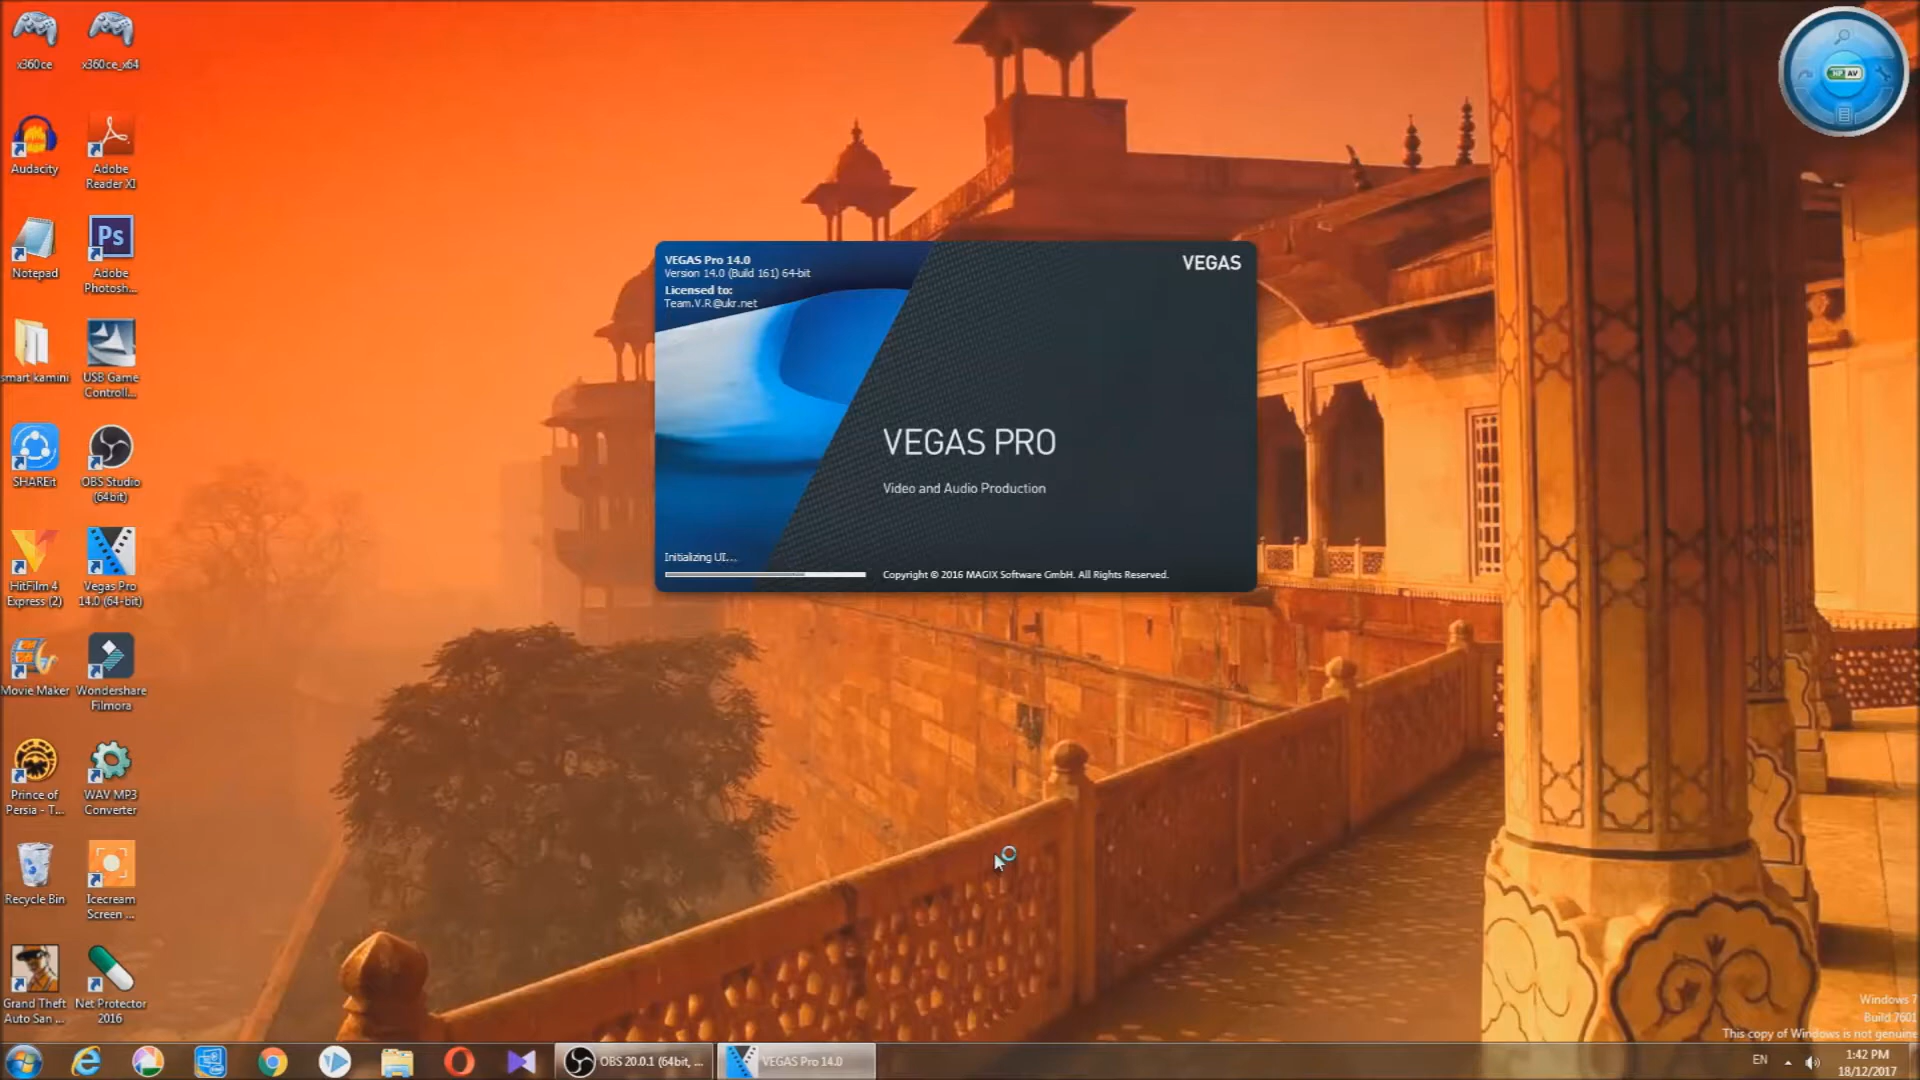 x360ce
x360ce_x64
Audacity
Adobe
Reader XI
Notepad
Ps
Adobe
Photosh...
smart kamini
USB Game
Controll...
SHAREit
OBS Studio
(64bit)
HitFilm 4
Express (2)
Vegas Pro
14.0 (64-bit)
Movie Maker
Wondershare
Filmora
Prince of
Persia - T...
WAV MP3
Converter
Recycle Bin
Icecream
Screen ...
Grand Theft
Auto San ...
Net Protector
2016
VEGAS Pro 14.0
Version 14.0 (Build 161) 64-bit
Licensed to:
Team.V.R@ukr.net
VEGAS
VEGAS PRO
Video and Audio Production
Initializing UI...
Copyright © 2016 MAGIX Software GmbH. All Rights Reserved.
NP AV
Windows 7
Build 7601
This copy of Windows is not genuine
OBS 20.0.1 (64bit, ...
VEGAS Pro 14.0
EN
1:42 PM
18/12/2017